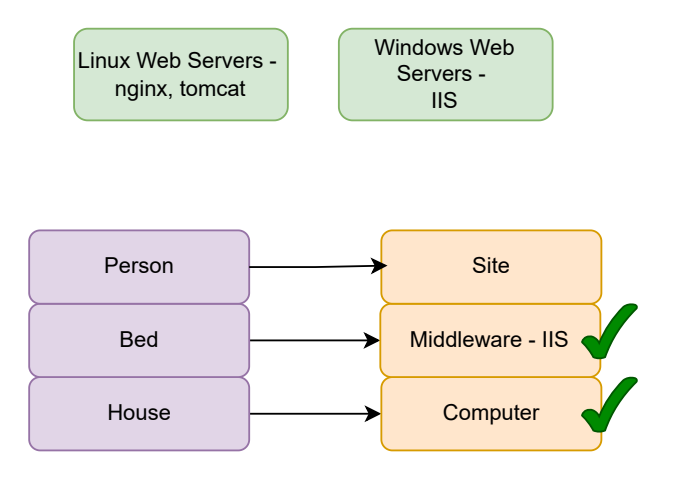 Linux Web Servers -
nginx, tomcat
Windows Web
Servers -
IIS
Person
Site
Bed
Middleware - IIS
House
Computer